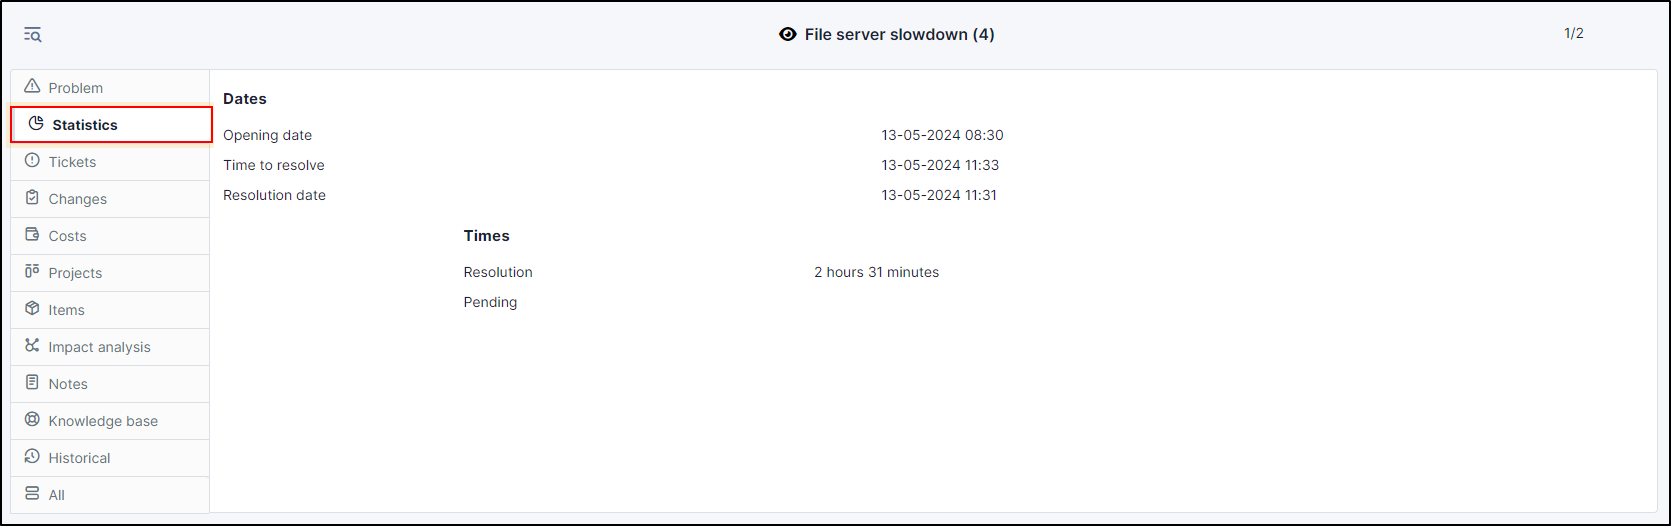 File server slowdown (4)
1/2
Problem
Statistics
Tickets
Changes
Costs
Projects
Items
Impact analysis
Notes
Knowledge base
Historical
All
Dates
Opening date 13-05-2024 08:30
Time to resolve 13-05-2024 11:33
Resolution date 13-05-2024 11:31
Times
Resolution 2 hours 31 minutes
Pending